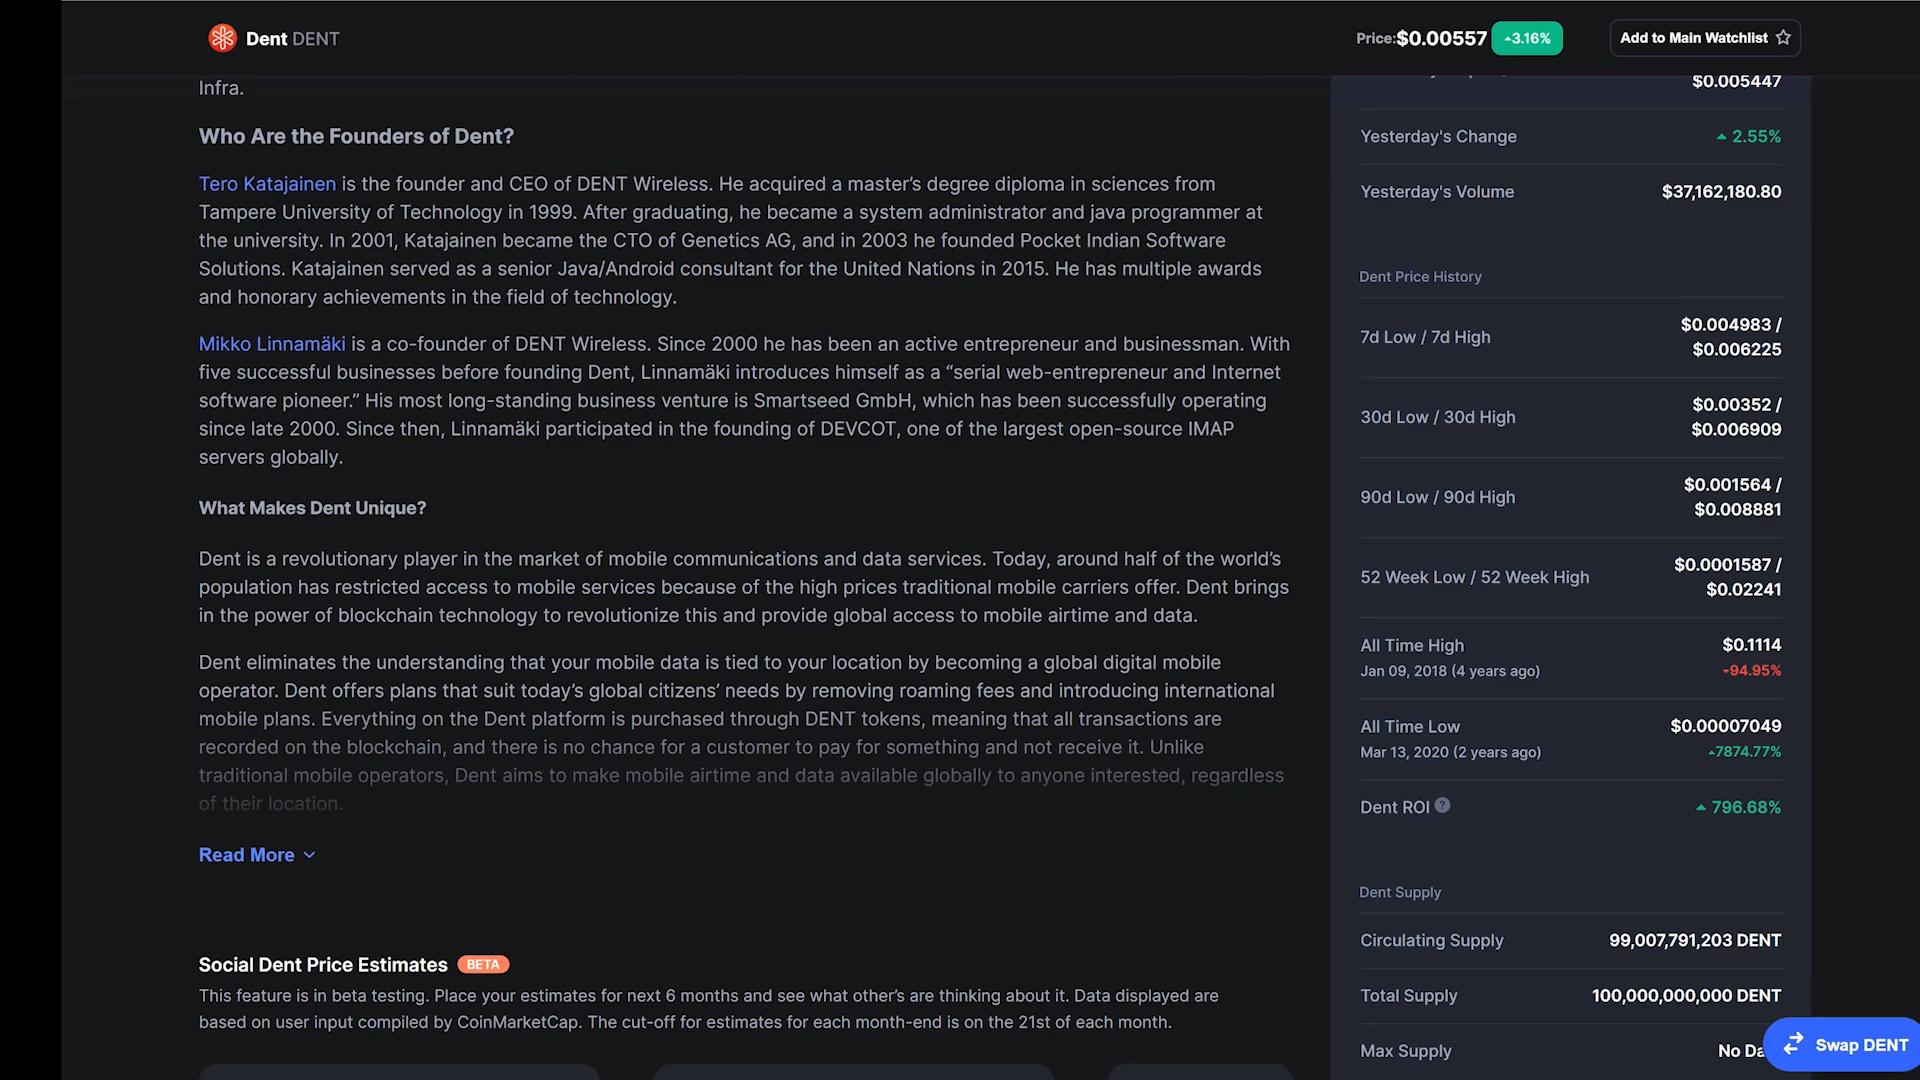 Dent DENT
Price:$0.00557 3.16%
Add to Main Watchlist
Infra.
Who Are the Founders of Dent?
Tero Katajainen is the founder and CEO of DENT Wireless. He acquired a master’s degree diploma in sciences from
Tampere University of Technology in 1999. After graduating, he became a system administrator and java programmer at
the university. In 2001, Katajainen became the CTO of Genetics AG, and in 2003 he founded Pocket Indian Software
Solutions. Katajainen served as a senior Java/Android consultant for the United Nations in 2015. He has multiple awards
and honorary achievements in the field of technology.
Mikko Linnamäki is a co-founder of DENT Wireless. Since 2000 he has been an active entrepreneur and businessman. With
five successful businesses before founding Dent, Linnamäki introduces himself as a “serial web-entrepreneur and Internet
software pioneer.” His most long-standing business venture is Smartseed GmbH, which has been successfully operating
since late 2000. Since then, Linnamäki participated in the founding of DEVCOT, one of the largest open-source IMAP
servers globally.
What Makes Dent Unique?
Dent is a revolutionary player in the market of mobile communications and data services. Today, around half of the world’s
population has restricted access to mobile services because of the high prices traditional mobile carriers offer. Dent brings
in the power of blockchain technology to revolutionize this and provide global access to mobile airtime and data.
Dent eliminates the understanding that your mobile data is tied to your location by becoming a global digital mobile
operator. Dent offers plans that suit today’s global citizens’ needs by removing roaming fees and introducing international
mobile plans. Everything on the Dent platform is purchased through DENT tokens, meaning that all transactions are
recorded on the blockchain, and there is no chance for a customer to pay for something and not receive it. Unlike
traditional mobile operators, Dent aims to make mobile airtime and data available globally to anyone interested, regardless
of their location.
Read More
Social Dent Price Estimates BETA
This feature is in beta testing. Place your estimates for next 6 months and see what other’s are thinking about it. Data displayed are
based on user input compiled by CoinMarketCap. The cut-off for estimates for each month-end is on the 21st of each month.
$0.005447
Yesterday's Change 2.55%
Yesterday's Volume $37,162,180.80
Dent Price History
7d Low / 7d High $0.004983 /
$0.006225
30d Low / 30d High $0.00352 /
$0.006909
90d Low / 90d High $0.001564 /
$0.008881
52 Week Low / 52 Week High $0.0001587 /
$0.02241
All Time High $0.1114
Jan 09, 2018 (4 years ago) -94.95%
All Time Low $0.00007049
Mar 13, 2020 (2 years ago) 7874.77%
Dent ROI ? 796.68%
Dent Supply
Circulating Supply 99,007,791,203 DENT
Total Supply 100,000,000,000 DENT
Max Supply No Da
Swap DENT